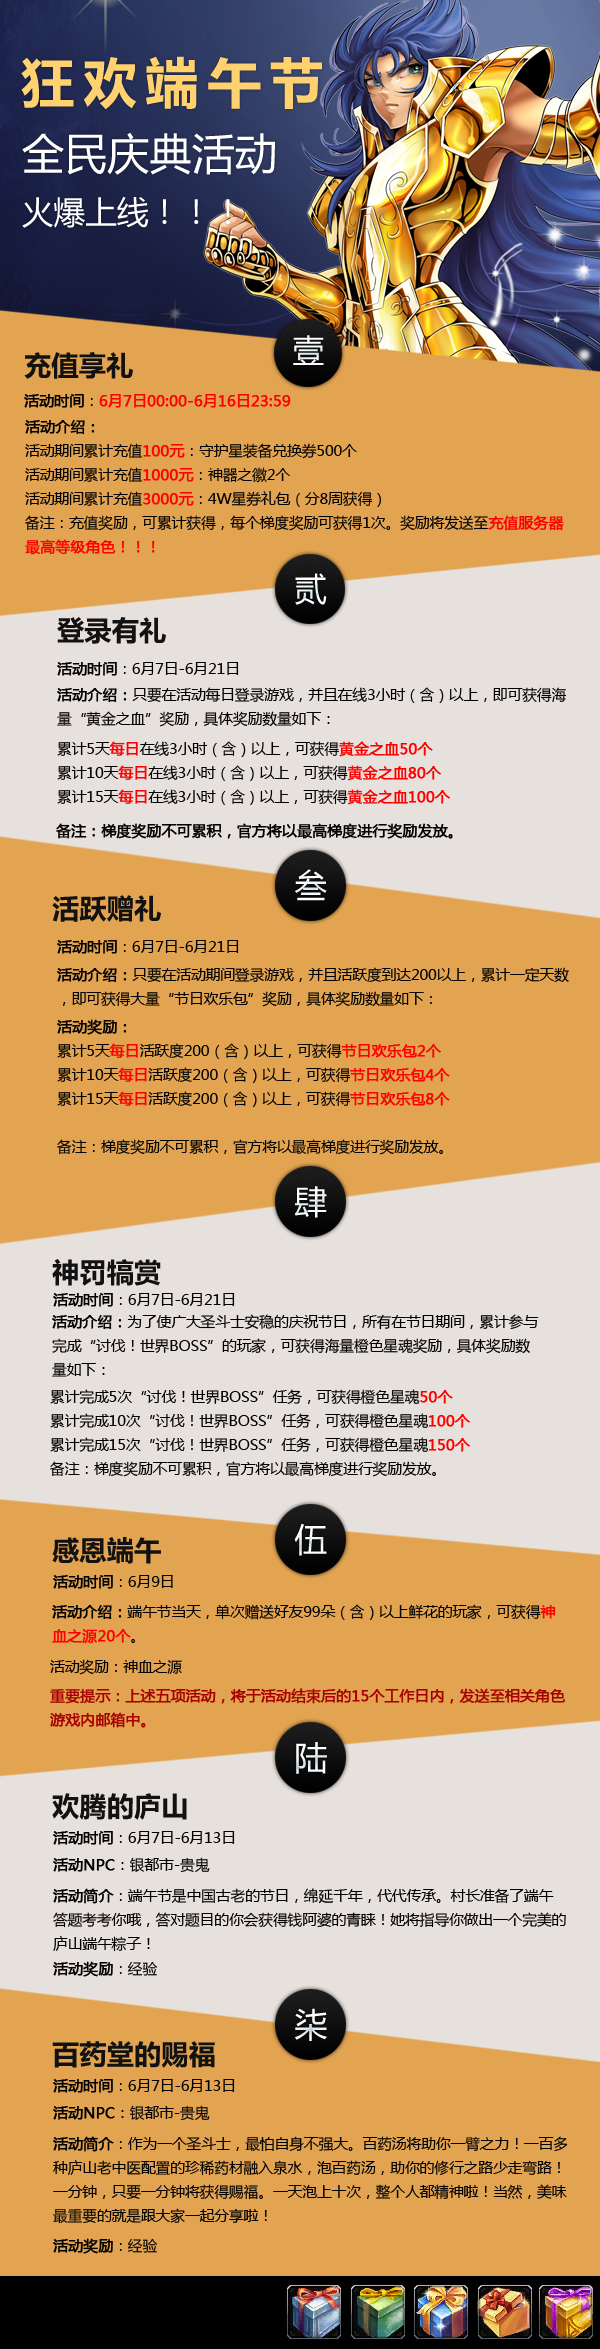 狂欢端午节
全民庆典活动
火爆上线！！！
壹
充值享礼
活动时间：6月7日00:00-6月16日23:59
活动介绍：
活动期间累计充值100元：守护星装备兑换券500个
活动期间累计充值1000元：神器之徽2个
活动期间累计充值3000元：4W星券礼包（分8周获得）
备注：充值奖励，可累计获得，每个梯度奖励可获得1次。奖励将发送至充值服务器
最高等级角色！！！
贰
登录有礼
活动时间：6月7日-6月21日
活动介绍：只要在活动每日登录游戏，并且在线3小时（含）以上，即可获得海
量“黄金之血”奖励，具体奖励数量如下：
累计5天每日在线3小时（含）以上，可获得黄金之血50个
累计10天每日在线3小时（含）以上，可获得黄金之血80个
累计15天每日在线3小时（含）以上，可获得黄金之血100个
备注：梯度奖励不可累积，官方将以最高梯度进行奖励发放。
叁
活跃赠礼
活动时间：6月7日-6月21日
活动介绍：只要在活动期间登录游戏，并且活跃度到达200以上，累计一定天数
，即可获得大量“节日欢乐包”奖励，具体奖励数量如下：
活动奖励：
累计5天每日活跃度200（含）以上，可获得节日欢乐包2个
累计10天每日活跃度200（含）以上，可获得节日欢乐包4个
累计15天每日活跃度200（含）以上，可获得节日欢乐包8个
备注：梯度奖励不可累积，官方将以最高梯度进行奖励发放。
肆
神罚犒赏
活动时间：6月7日-6月21日
活动介绍：为了使广大圣斗士安稳的庆祝节日，所有在节日期间，累计参与
完成“讨伐！世界BOSS”的玩家，可获得海量橙色星魂奖励，具体奖励数
量如下：
累计完成5次“讨伐！世界BOSS”任务，可获得橙色星魂50个
累计完成10次“讨伐！世界BOSS”任务，可获得橙色星魂100个
累计完成15次“讨伐！世界BOSS”任务，可获得橙色星魂150个
备注：梯度奖励不可累积，官方将以最高梯度进行奖励发放。
伍
感恩端午
活动时间：6月9日
活动介绍：端午节当天，单次赠送好友99朵（含）以上鲜花的玩家，可获得神
血之源20个。
活动奖励：神血之源
重要提示：上述五项活动，将于活动结束后的15个工作日内，发送至相关角色
游戏内邮箱中。
陆
欢腾的庐山
活动时间：6月7日-6月13日
活动NPC：银都市-贵鬼
活动简介：端午节是中国古老的节日，绵延千年，代代传承。村长准备了端午
答题考考你哦，答对题目的你会获得钱阿婆的青睐！她将指导你做出一个完美的
庐山端午粽子！
活动奖励：经验
柒
百药堂的赐福
活动时间：6月7日-6月13日
活动NPC：银都市-贵鬼
活动简介：作为一个圣斗士，最怕自身不强大。百药汤将助你一臂之力！一百多
种庐山老中医配置的珍稀药材融入泉水，泡百药汤，助你的修行之路少走弯路！
一分钟，只要一分钟将获得赐福。一天泡上十次，整个人都精神啦！当然，美味
最重要的就是跟大家一起分享啦！
活动奖励：经验